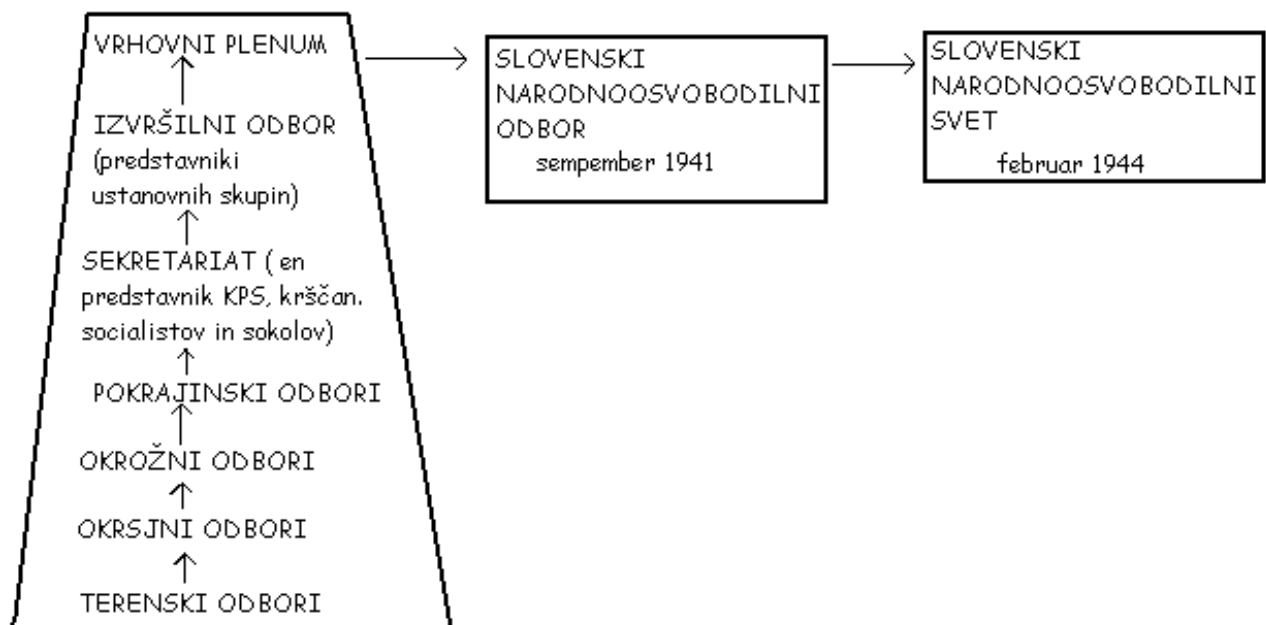 VRHOVNI PLENUM
IZVRŠILNI ODBOR
(predstavniki
ustanovnih skupin)
SEKRETARIAT ( en
predstavnik KPS, krščan.
socialistov in sokolov)
POKRAJINSKI ODBORI
OKROŽNI ODBORI
OKRSJNI ODBORI
TERENSKI ODBORI
SLOVENSKI
NARODNOOSVOBODILNI
ODBOR
sempember 1941
SLOVENSKI
NARODNOOSVOBODILNI
SVET
februar 1944